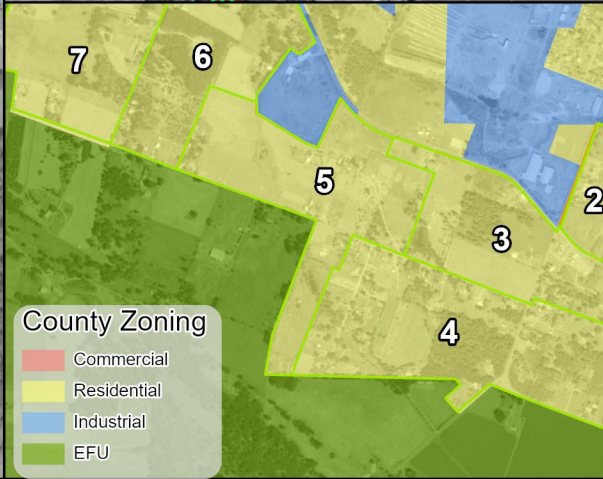 7
6
5
2
3
4
County Zoning
Commercial
Residential
Industrial
EFU